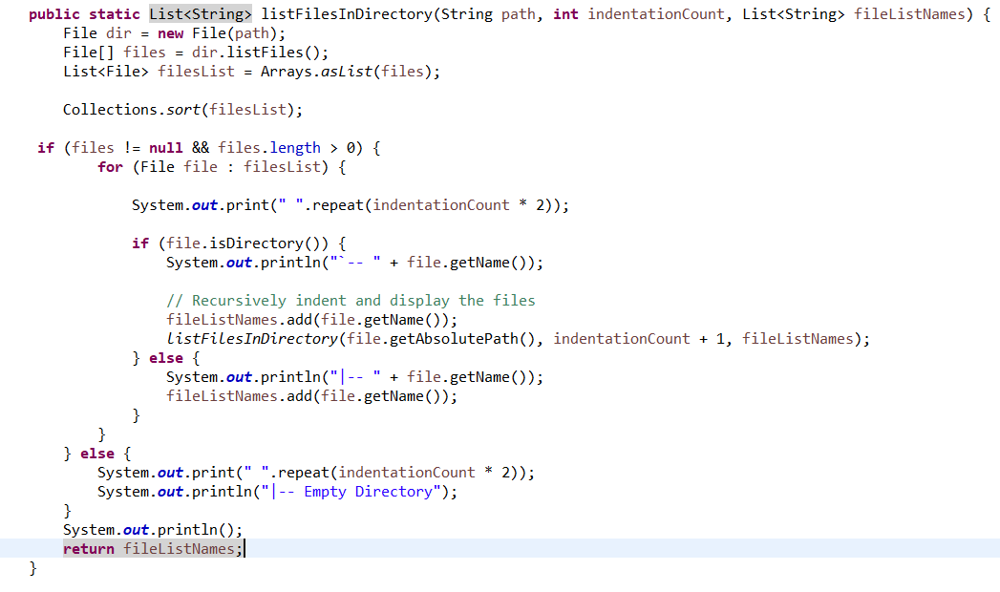 public static List<String> listFilesInDirectory(String path, int indentationCount, List<String> fileListNames) {
    File dir = new File(path);
    File[] files = dir.listFiles();
    List<File> filesList = Arrays.asList(files);

    Collections.sort(filesList);

 if (files != null && files.length > 0) {
        for (File file : filesList) {

            System.out.print(" ".repeat(indentationCount * 2));

            if (file.isDirectory()) {
                System.out.println("`-- " + file.getName());

                // Recursively indent and display the files
                fileListNames.add(file.getName());
                listFilesInDirectory(file.getAbsolutePath(), indentationCount + 1, fileListNames);
            } else {
                System.out.println("|-- " + file.getName());
                fileListNames.add(file.getName());
            }
        }
    } else {
        System.out.print(" ".repeat(indentationCount * 2));
        System.out.println("|-- Empty Directory");
    }
    System.out.println();
    return fileListNames;
}